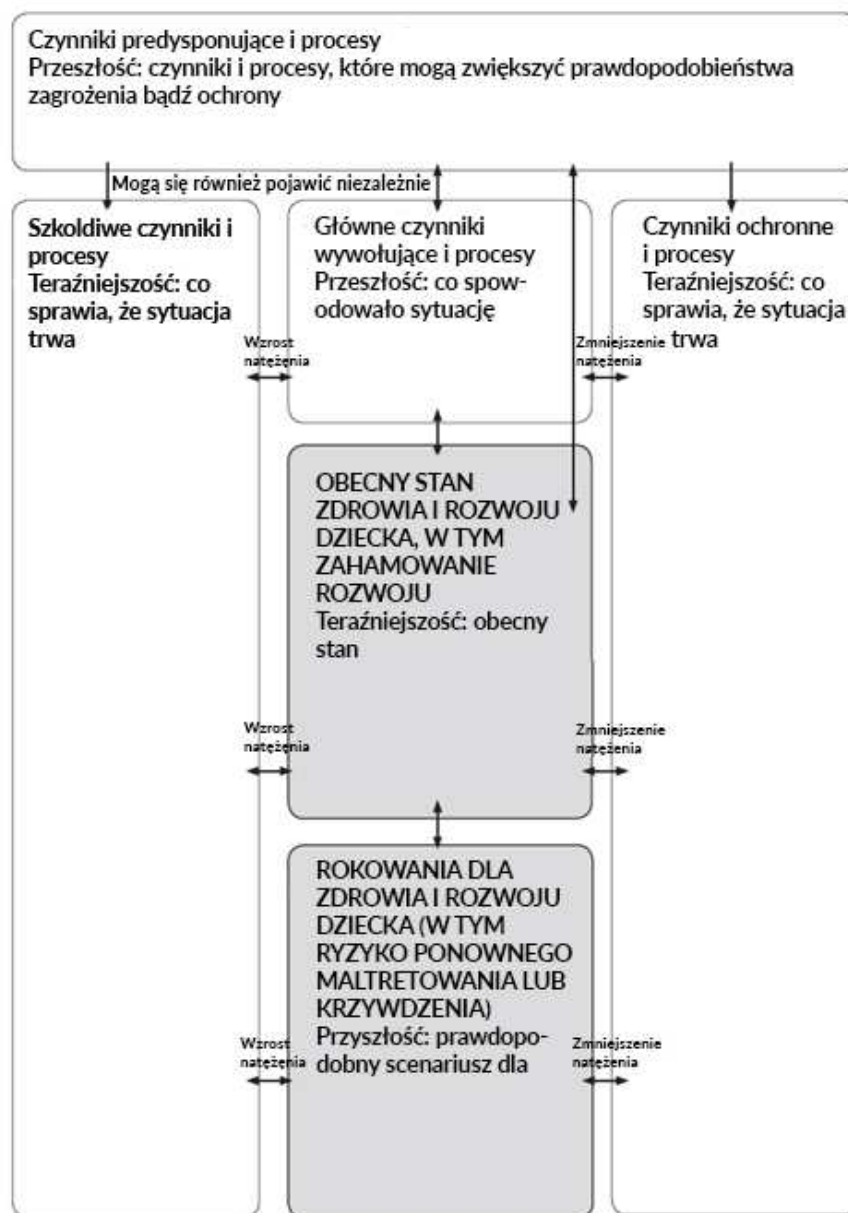 Czynniki predysponujące i procesy
Przeszłość: czynniki i procesy, które mogą zwiększyć prawdopodobieństwa
zagrożenia bądź ochrony
Mogą się również pojawić niezależnie
Szkoldiwe czynniki i
procesy
Teraźniejszość: co
sprawia, że sytuacja
trwa
Główne czynniki
wywołujące i procesy
Przeszłość: co spow-
odowało sytuację
Czynniki ochronne
i procesy
Teraźniejszość: co
sprawia, że sytuacja
trwa
Wzrost
natężęnia
Zmniejszenie
natężenia
OBECNY STAN
ZDROWIA I ROZWOJU
DZIECKA, W TYM
ZAHAMOWANIE
ROZWOJU
Teraźniejszość: obecny
stan
Wzrost
natężęnia
Zmniejszenie
natężenia
ROKOWANIA DLA
ZDROWIA I ROZWOJU
DZIECKA (W TYM
RYZYKO PONOWNEGO
MALTRETOWANIA LUB
KRZYWDZENIA)
Przyszłość: prawdopo-
dobny scenariusz dla
Wzrost
natężęnia
Zmniejszenie
natężenia